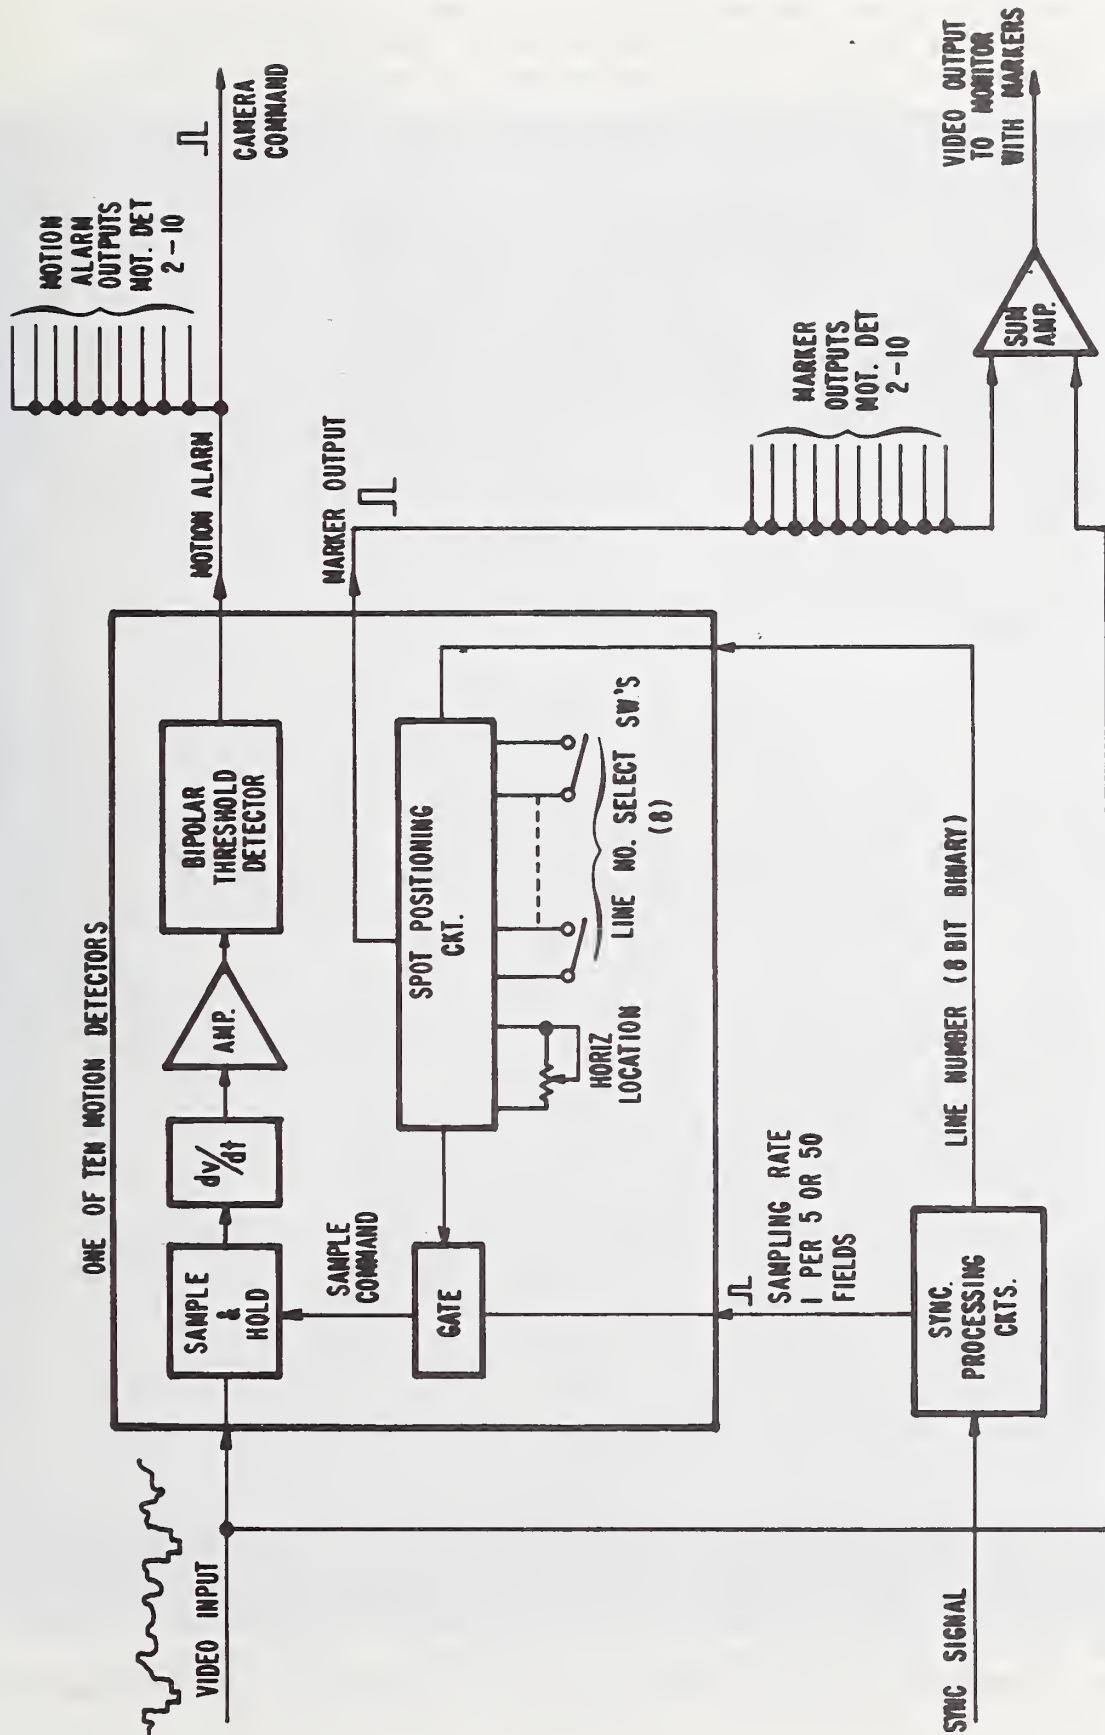 ONE OF TEN MOTION DETECTORS
VIDEO INPUT
SAMPLE
&
HOLD
dv/dt
AMP.
BIPOLAR
THRESHOLD
DETECTOR
MOTION ALARM
MOTION
ALARM
OUTPUTS
MOT. DET
2-10
CAMERA
COMMAND
SAMPLE
COMMAND
GATE
SPOT POSITIONING
CKT.
MARKER OUTPUT
HORIZ
LOCATION
LINE NO. SELECT SW.'S
(8)
SAMPLING RATE
1 PER 5 OR 50
FIELDS
MARKER
OUTPUTS
MOT. DET
2-10
SYNC SIGNAL
SYNC.
PROCESSING
CKTS.
LINE NUMBER (8 BIT BINARY)
SUM
AMP.
VIDEO OUTPUT
TO MONITOR
WITH MARKERS